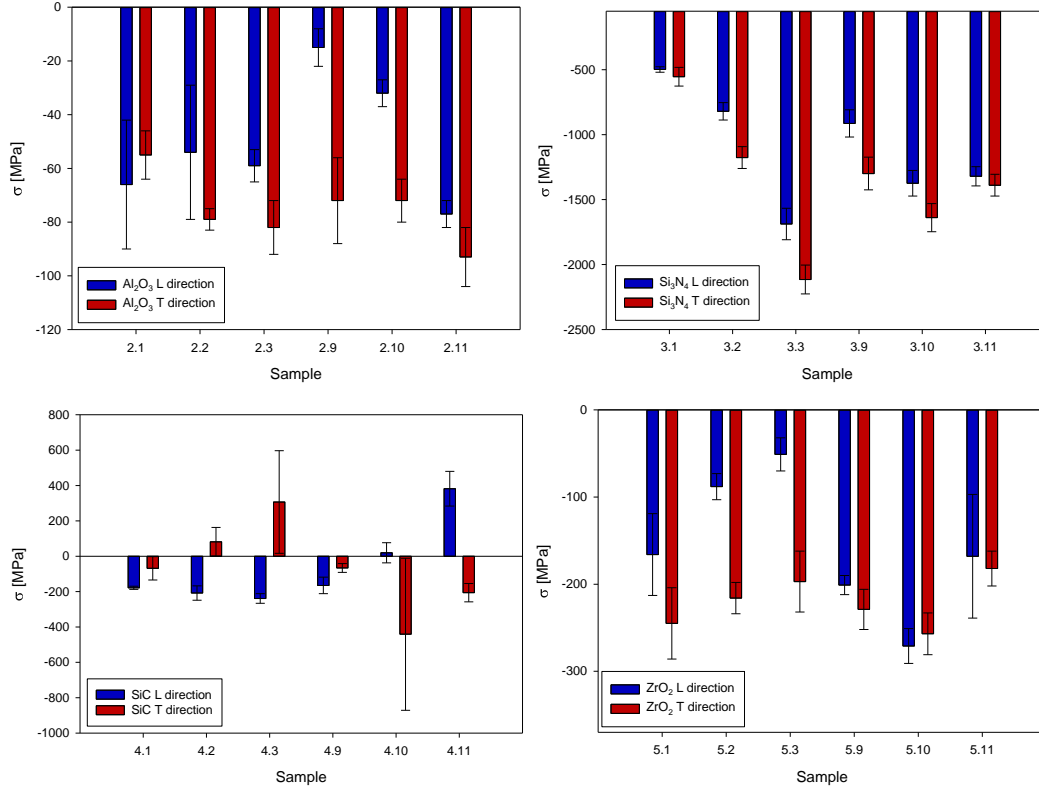 0
-20
-40
-60
-80
-100
-120
σ [MPa]
Al₂O₃ L direction
Al₂O₃ T direction
2.1 2.2 2.3 2.9 2.10 2.11
Sample
-500
-1000
-1500
-2000
-2500
σ [MPa]
Si₃N₄ L direction
Si₃N₄ T direction
3.1 3.2 3.3 3.9 3.10 3.11
Sample
800
600
400
200
0
-200
-400
-600
-800
-1000
σ [MPa]
SiC L direction
SiC T direction
4.1 4.2 4.3 4.9 4.10 4.11
Sample
0
-100
-200
-300
σ [MPa]
ZrO₂ L direction
ZrO₂ T direction
5.1 5.2 5.3 5.9 5.10 5.11
Sample